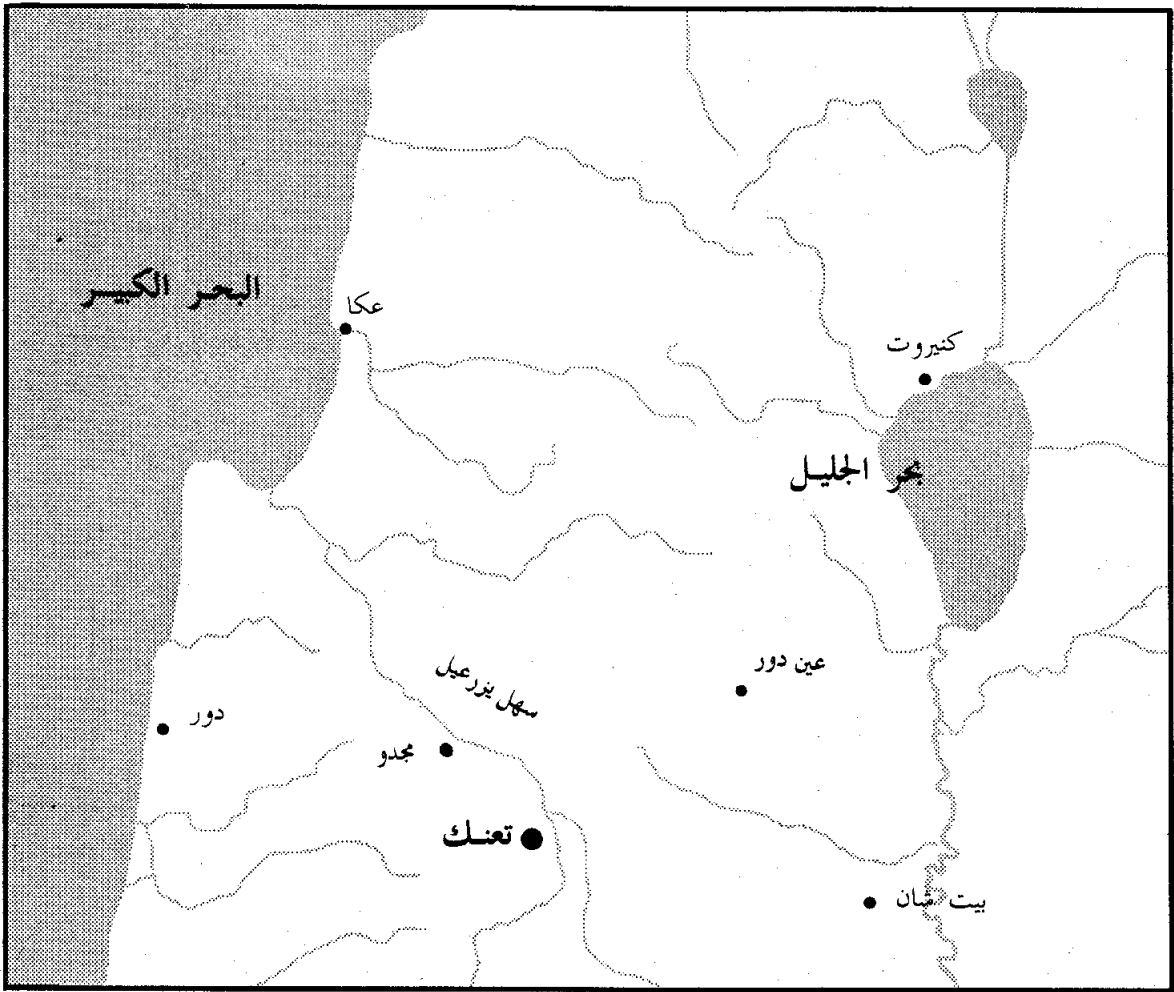 البحر الكبير
عكا
كنيروت
بحر الجليل
عين دور
سهل يزرعيل
دور
مجدو
تعنك
بيت شان